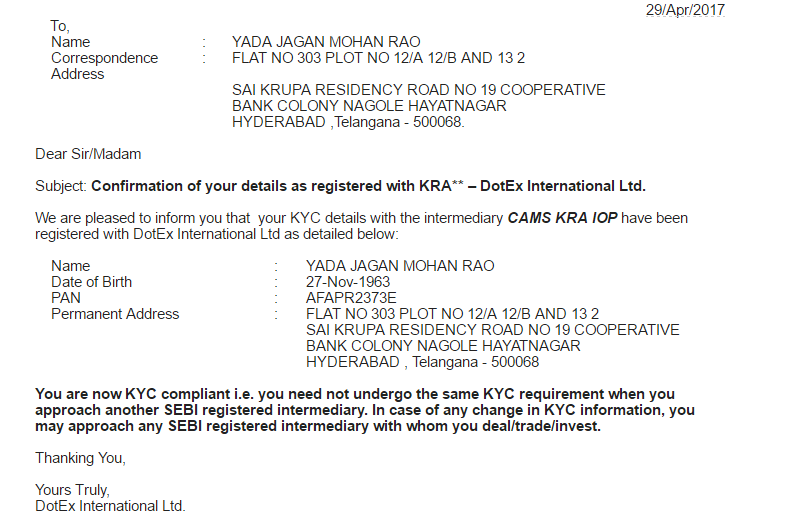 29/Apr/2017
To,
Name : YADA JAGAN MOHAN RAO
Correspondence : FLAT NO 303 PLOT NO 12/A 12/B AND 13 2
Address
SAI KRUPA RESIDENCY ROAD NO 19 COOPERATIVE
BANK COLONY NAGOLE HAYATNAGAR
HYDERABAD ,Telangana - 500068.
Dear Sir/Madam
Subject: Confirmation of your details as registered with KRA** – DotEx International Ltd.
We are pleased to inform you that your KYC details with the intermediary CAMS KRA IOP have been
registered with DotEx International Ltd as detailed below:
Name : YADA JAGAN MOHAN RAO
Date of Birth : 27-Nov-1963
PAN : AFAPR2373E
Permanent Address : FLAT NO 303 PLOT NO 12/A 12/B AND 13 2
SAI KRUPA RESIDENCY ROAD NO 19 COOPERATIVE
BANK COLONY NAGOLE HAYATNAGAR
HYDERABAD , Telangana - 500068
You are now KYC compliant i.e. you need not undergo the same KYC requirement when you
approach another SEBI registered intermediary. In case of any change in KYC information, you
may approach any SEBI registered intermediary with whom you deal/trade/invest.
Thanking You,
Yours Truly,
DotEx International Ltd.